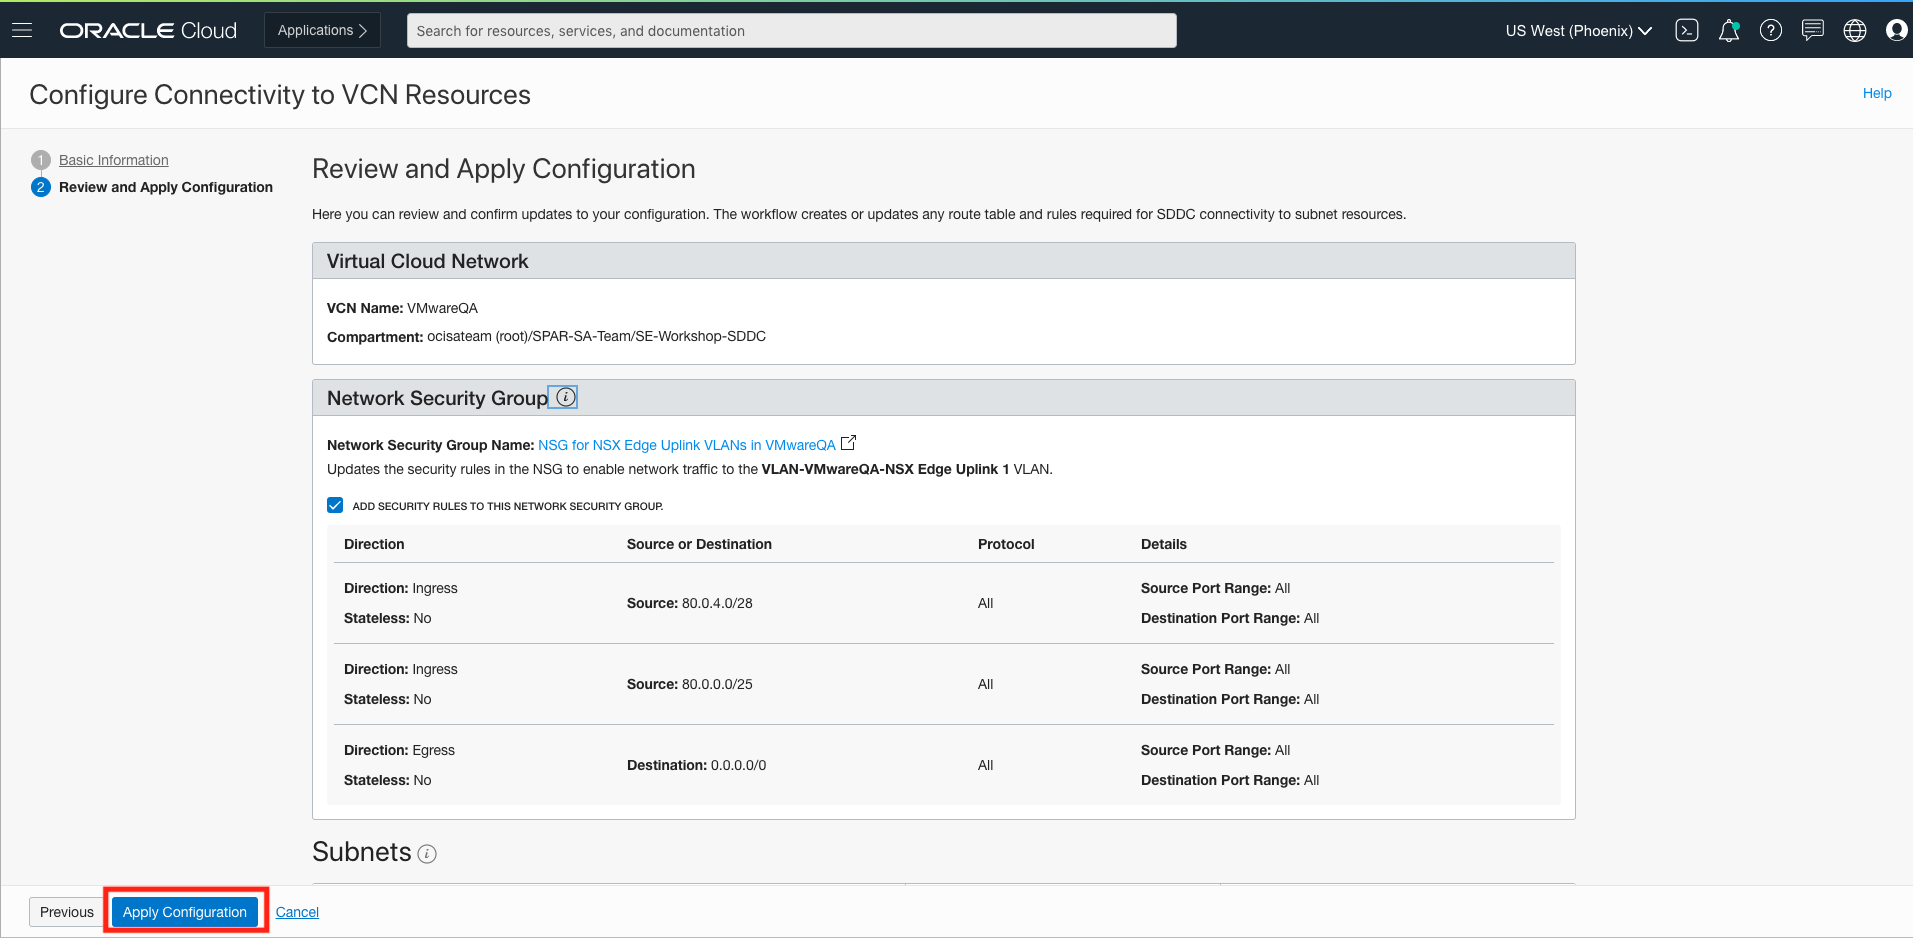 ORACLE Cloud
Applications
Search for resources, services, and documentation
US West (Phoenix)
Configure Connectivity to VCN Resources
Help
1 Basic Information
2 Review and Apply Configuration
Review and Apply Configuration
Here you can review and confirm updates to your configuration. The workflow creates or updates any route table and rules required for SDDC connectivity to subnet resources.
Virtual Cloud Network
VCN Name: VMwareQA
Compartment: ocisateam (root)/SPAR-SA-Team/SE-Workshop-SDDC
Network Security Group
Network Security Group Name: NSG for NSX Edge Uplink VLANs in VMwareQA
Updates the security rules in the NSG to enable network traffic to the VLAN-VMwareQA-NSX Edge Uplink 1 VLAN.
ADD SECURITY RULES TO THIS NETWORK SECURITY GROUP.
Direction Source or Destination Protocol Details
Direction: Ingress
Stateless: No
Source: 80.0.4.0/28
All
Source Port Range: All
Destination Port Range: All
Direction: Ingress
Stateless: No
Source: 80.0.0.0/25
All
Source Port Range: All
Destination Port Range: All
Direction: Egress
Stateless: No
Destination: 0.0.0.0/0
All
Source Port Range: All
Destination Port Range: All
Subnets
Previous
Apply Configuration
Cancel